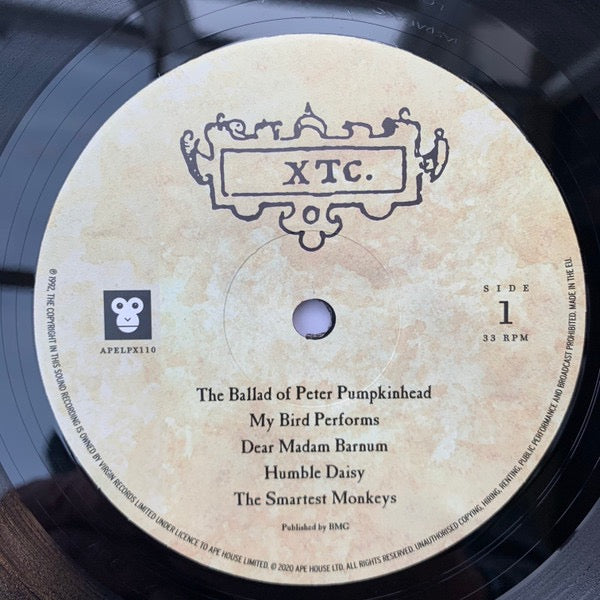 XTC.
APELPX110
SIDE
1
33 RPM
The Ballad of Peter Pumpkinhead
My Bird Performs
Dear Madam Barnum
Humble Daisy
The Smartest Monkeys
Published by BMG
℗ 1992, THE COPYRIGHT IN THIS SOUND RECORDING IS OWNED BY VIRGIN RECORDS LIMITED UNDER LICENCE TO APE HOUSE LIMITED. © 2020 APE HOUSE LTD. ALL RIGHTS RESERVED. UNAUTHORISED COPYING, HIRING, RENTING, PUBLIC PERFORMANCE AND BROADCAST PROHIBITED. MADE IN THE EU.